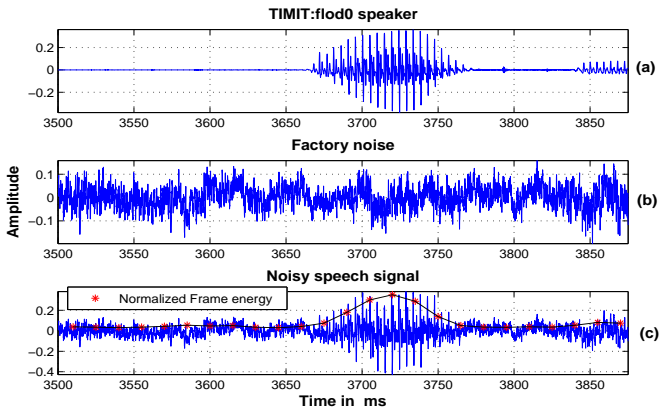 TIMIT:flod0 speaker
0.2
0
−0.2
(a)
3500 3550 3600 3650 3700 3750 3800 3850
Factory noise
Amplitude
0.1
0
−0.1
(b)
3500 3550 3600 3650 3700 3750 3800 3850
Noisy speech signal
Normalized Frame energy
0.2
0
−0.2
−0.4
(c)
3500 3550 3600 3650 3700 3750 3800 3850
Time in ms